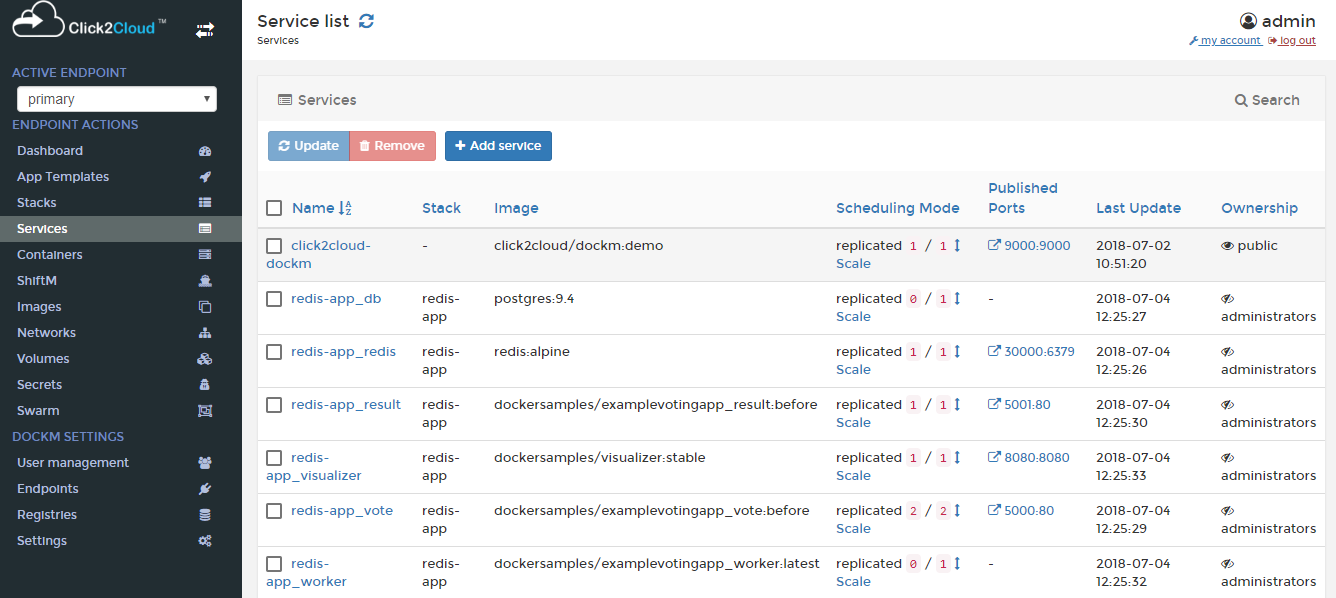 Click2Cloud™
ACTIVE ENDPOINT
primary
ENDPOINT ACTIONS
Dashboard
App Templates
Stacks
Services
Containers
ShiftM
Images
Networks
Volumes
Secrets
Swarm
DOCKM SETTINGS
User management
Endpoints
Registries
Settings
Service list
Services
admin
my account log out
Services
Search
Update Remove Add service
Name Stack Image Scheduling Mode Published Ports Last Update Ownership
click2cloud- - click2cloud/dockm:demo replicated 1 / 1 9000:9000 2018-07-02 public
dockm Scale 10:51:20
redis-app_db redis- postgres:9.4 replicated 0 / 1 - 2018-07-04
app Scale 12:25:27 administrators
redis-app_redis redis- redis:alpine replicated 1 / 1 30000:6379 2018-07-04
app Scale 12:25:26 administrators
redis-app_result redis- dockersamples/examplevotingapp_result:before replicated 1 / 1 5001:80 2018-07-04
app Scale 12:25:30 administrators
redis- redis- dockersamples/visualizer:stable replicated 1 / 1 8080:8080 2018-07-04
app_visualizer app Scale 12:25:33 administrators
redis-app_vote redis- dockersamples/examplevotingapp_vote:before replicated 2 / 2 5000:80 2018-07-04
app Scale 12:25:29 administrators
redis- redis- dockersamples/examplevotingapp_worker:latest replicated 0 / 1 - 2018-07-04
app_worker app Scale 12:25:32 administrators